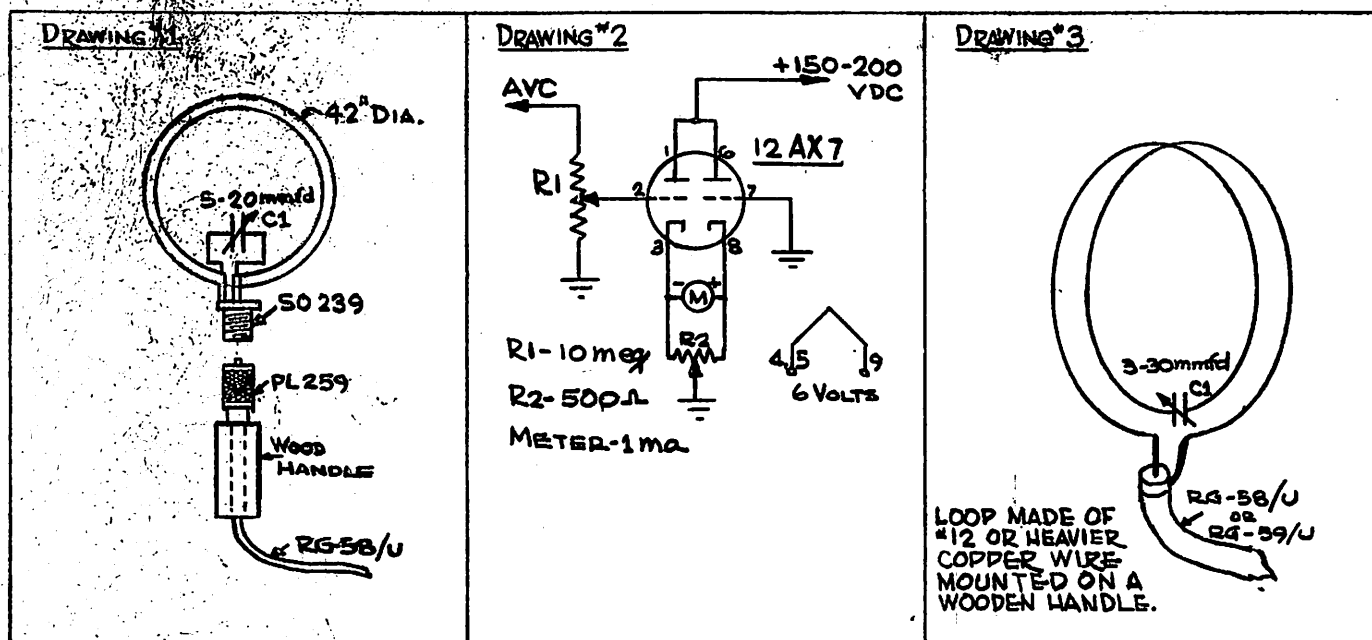 DRAWING #1
42" DIA.
5-20 mmfd
C1
SO 239
PL 259
WOOD
HANDLE
RG-58/U
DRAWING #2
+150-200
VDC
AVC
1 6
12 AX 7
R1
2 7
3 8
- +
M
R2
R1-10 meg
R2-500Ω
METER-1 ma
4 5 9
6 VOLTS
DRAWING #3
3-30mmfd
C1
RG-58/U
OR
RG-59/U
LOOP MADE OF
#12 OR HEAVIER
COPPER WIRE
MOUNTED ON A
WOODEN HANDLE.